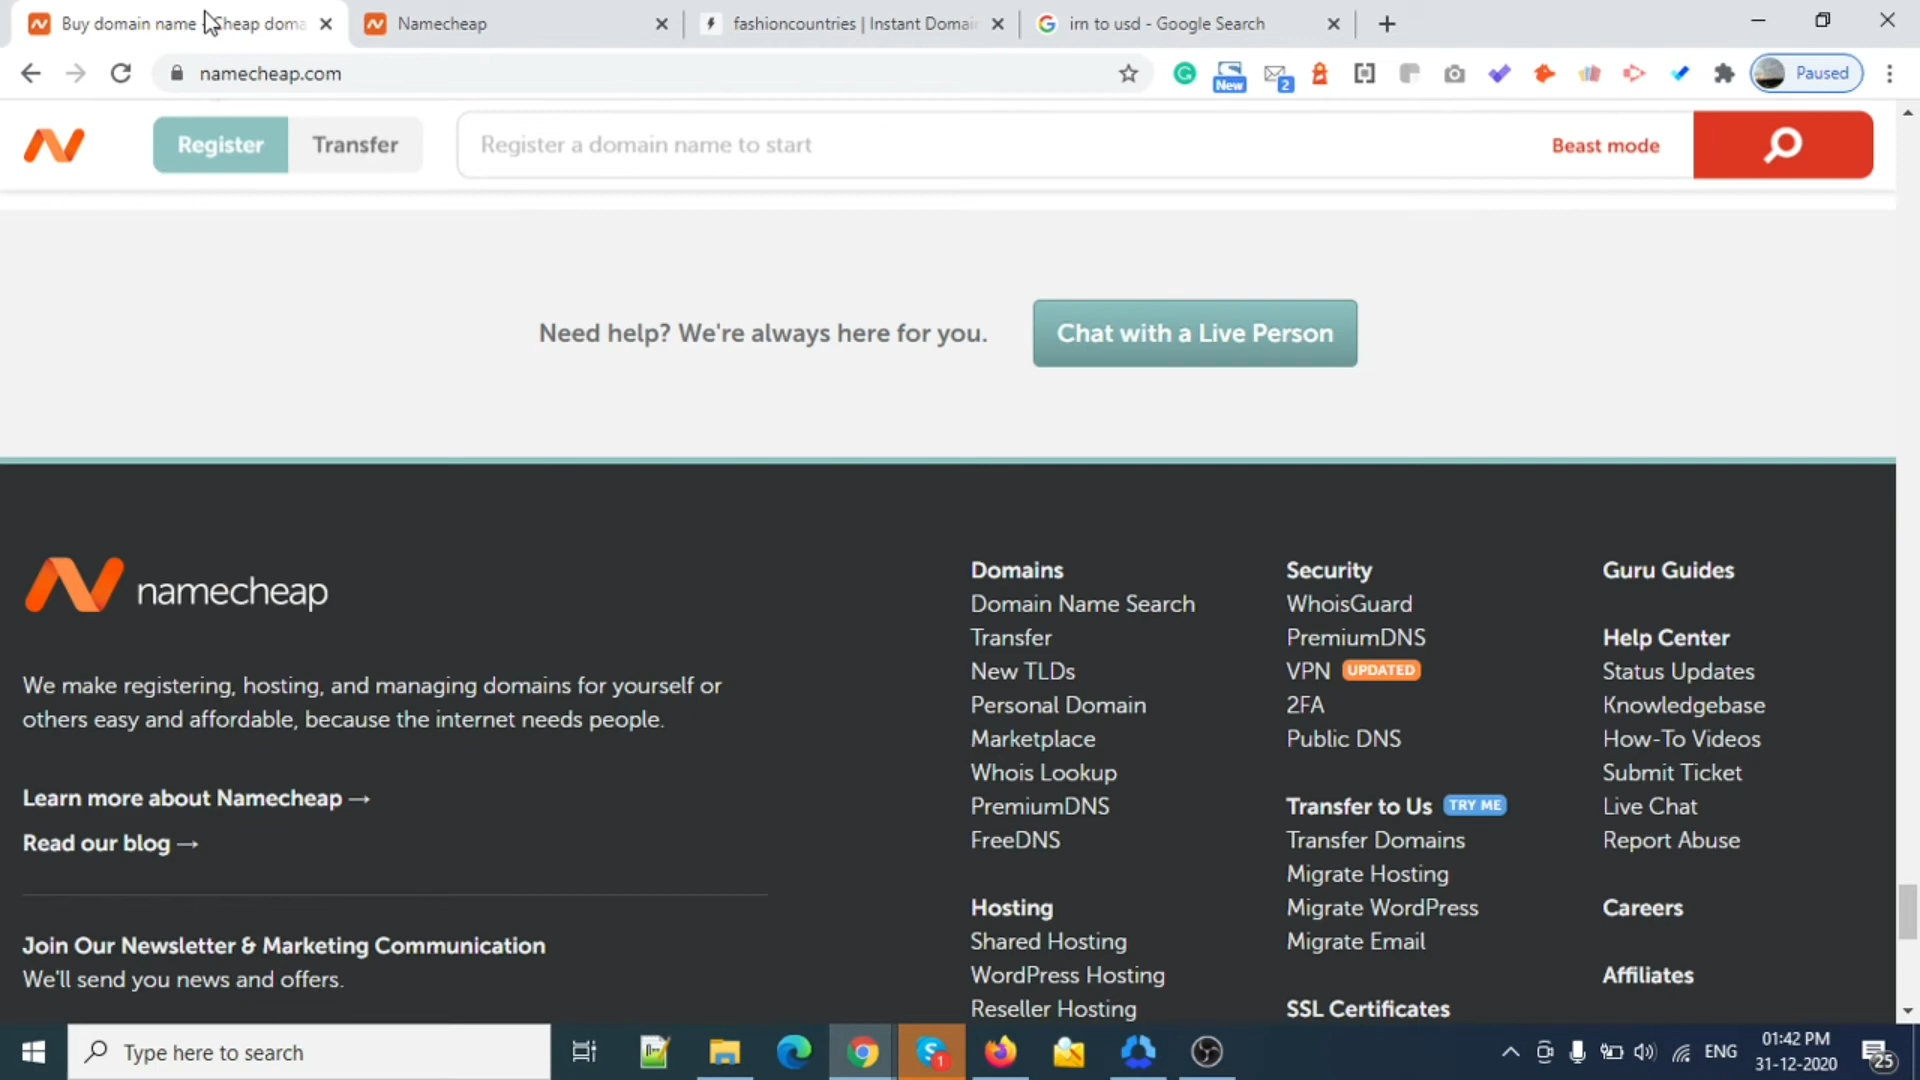 Buy domain name - Cheap doma
Namecheap
fashioncountries | Instant Domai
irn to usd - Google Search
namecheap.com
New
2
Paused
Register
Transfer
Register a domain name to start
Beast mode
Need help? We're always here for you.
Chat with a Live Person
namecheap
We make registering, hosting, and managing domains for yourself or
others easy and affordable, because the internet needs people.
Learn more about Namecheap →
Read our blog →
Join Our Newsletter & Marketing Communication
We'll send you news and offers.
Domains
Domain Name Search
Transfer
New TLDs
Personal Domain
Marketplace
Whois Lookup
PremiumDNS
FreeDNS
Hosting
Shared Hosting
WordPress Hosting
Reseller Hosting
Security
WhoisGuard
PremiumDNS
VPN UPDATED
2FA
Public DNS
Transfer to Us TRY ME
Transfer Domains
Migrate Hosting
Migrate WordPress
Migrate Email
SSL Certificates
Guru Guides
Help Center
Status Updates
Knowledgebase
How-To Videos
Submit Ticket
Live Chat
Report Abuse
Careers
Affiliates
Type here to search
1
ENG
01:42 PM
31-12-2020
25